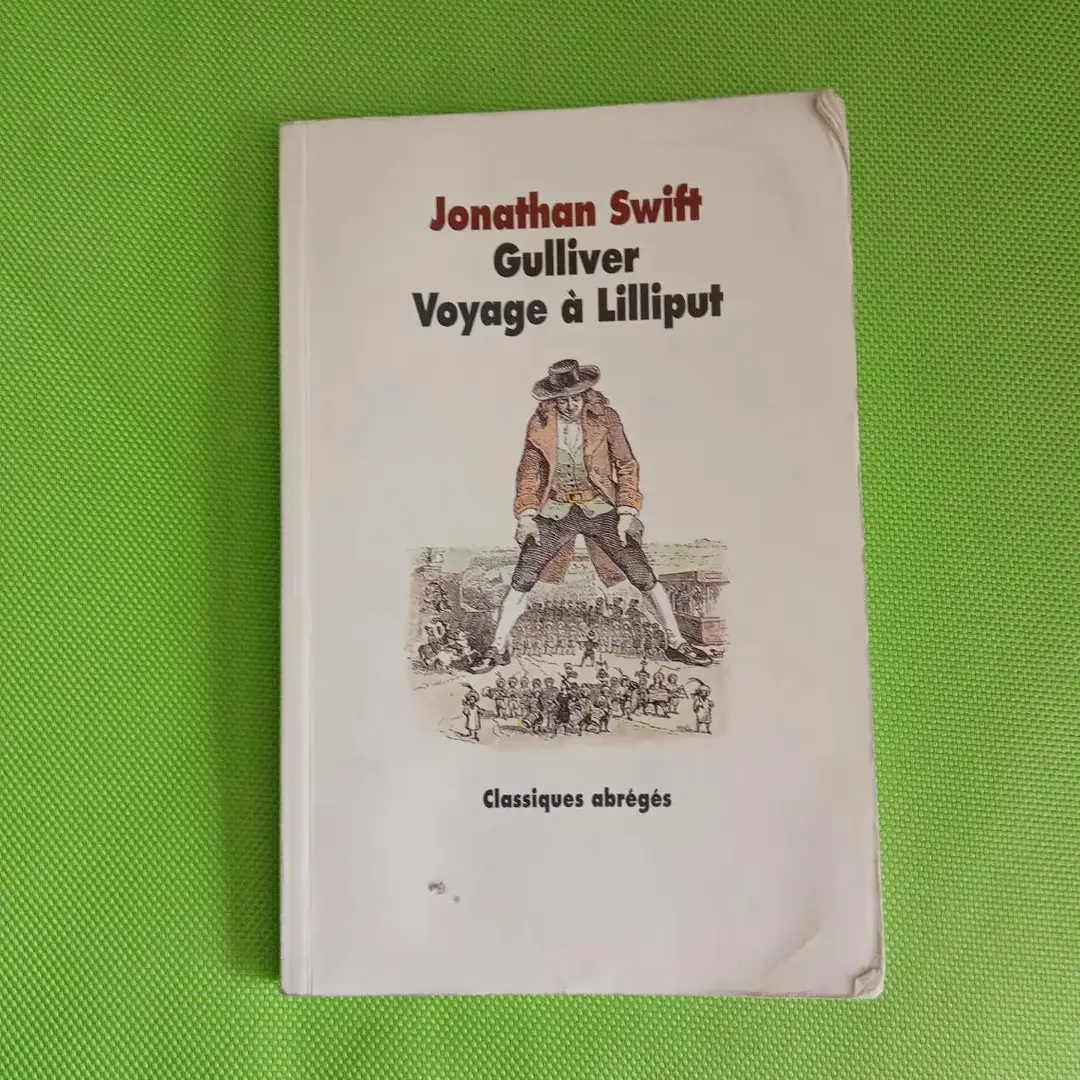 Jonathan Swift
Gulliver
Voyage à Lilliput
Classiques abrégés